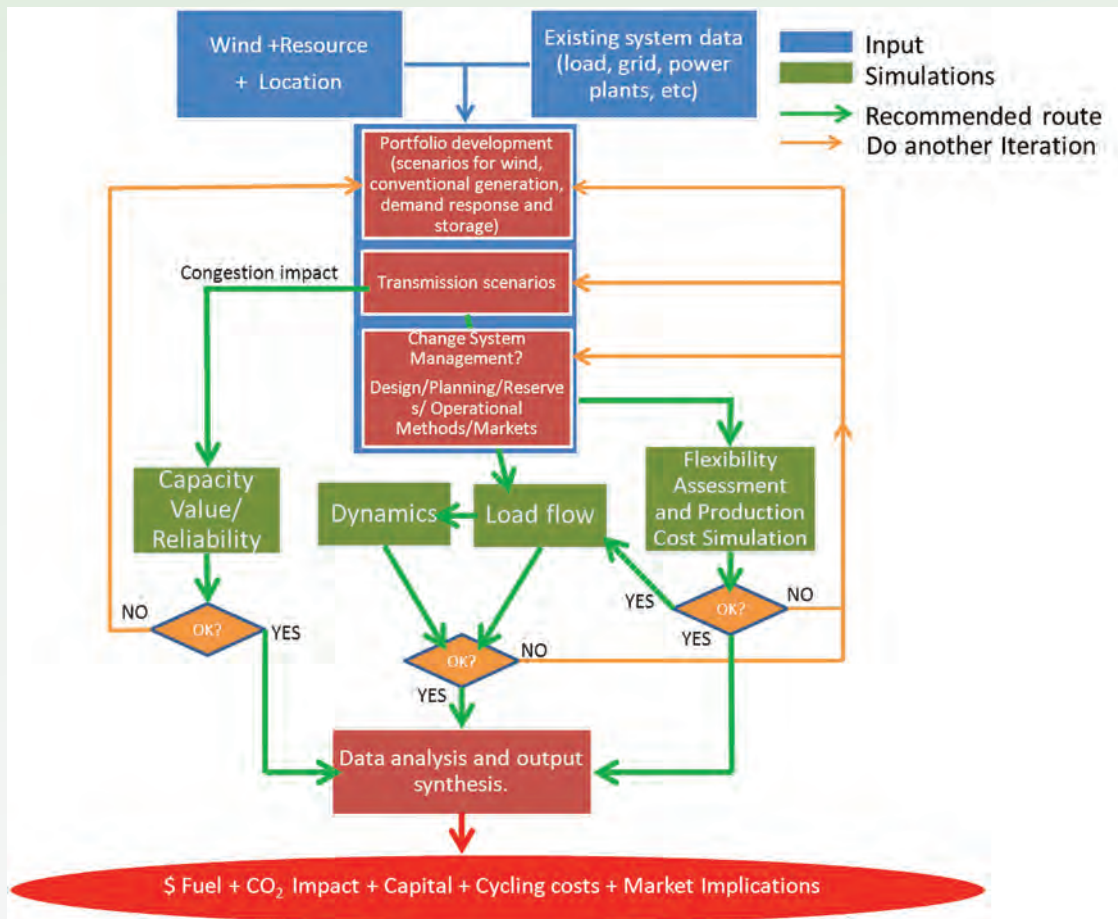 Wind +Resource
+ Location
Existing system data
(load, grid, power
plants, etc)
Input
Simulations
Recommended route
Do another Iteration
Portfolio development
(scenarios for wind,
conventional generation,
demand response and
storage)
Congestion impact
Transmission scenarios
Change System
Management?
Design/Planning/Reserve
s/ Operational
Methods/Markets
Capacity
Value/
Reliability
Dynamics
Load flow
Flexibility
Assessment
and Production
Cost Simulation
NO
OK?
YES
YES
OK?
NO
YES
OK?
NO
YES
Data analysis and output
synthesis.
$ Fuel + CO₂ Impact + Capital + Cycling costs + Market Implications